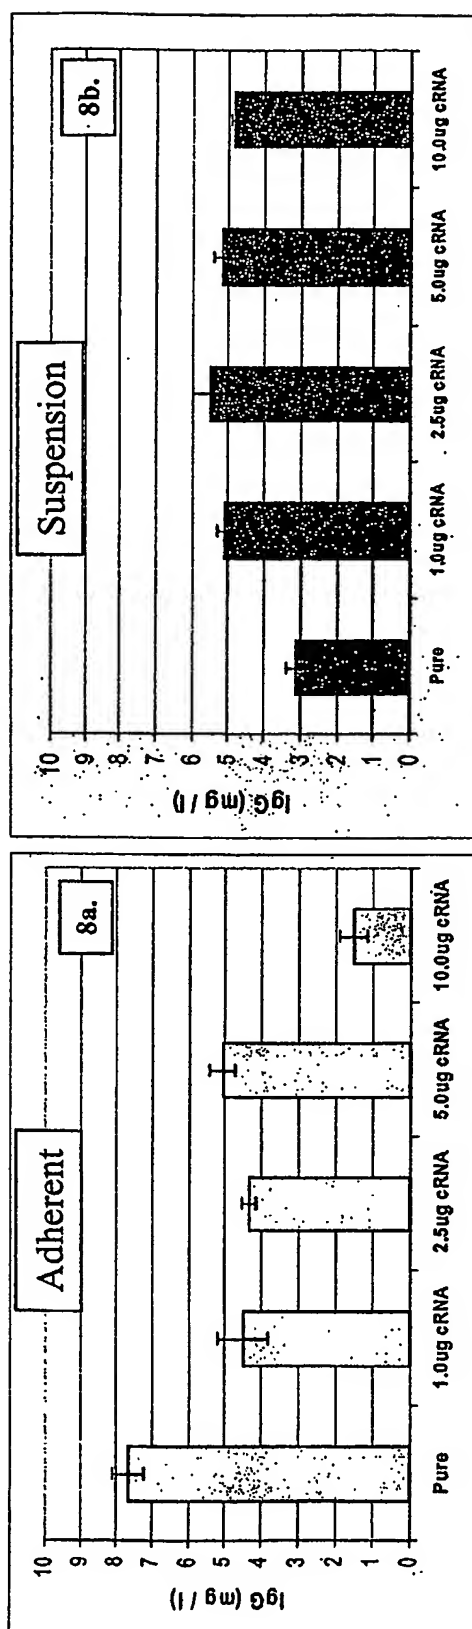 Adherent
8a.
10
9
8
7
6
5
4
3
2
1
0
IgG (mg / l)
Pure
1.0ug cRNA
2.5ug cRNA
5.0ug cRNA
10.0ug cRNA
Suspension
8b.
10
9
8
7
6
5
4
3
2
1
0
IgG (mg / l)
Pure
1.0ug cRNA
2.5ug cRNA
5.0ug cRNA
10.0ug cRNA